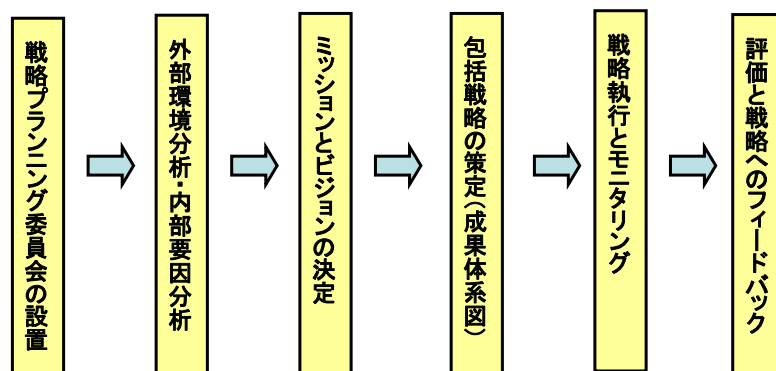 戦略プランニング委員会の設置
外部環境分析・内部要因分析
ミッションとビジョンの決定
包括戦略の策定(成果体系図)
戦略執行とモニタリング
評価と戦略へのフィードバック